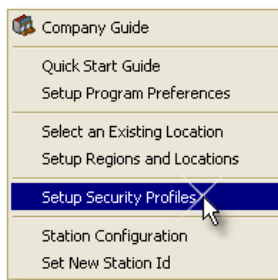 Company Guide
Quick Start Guide
Setup Program Preferences
Select an Existing Location
Setup Regions and Locations
Setup Security Profiles
Station Configuration
Set New Station Id